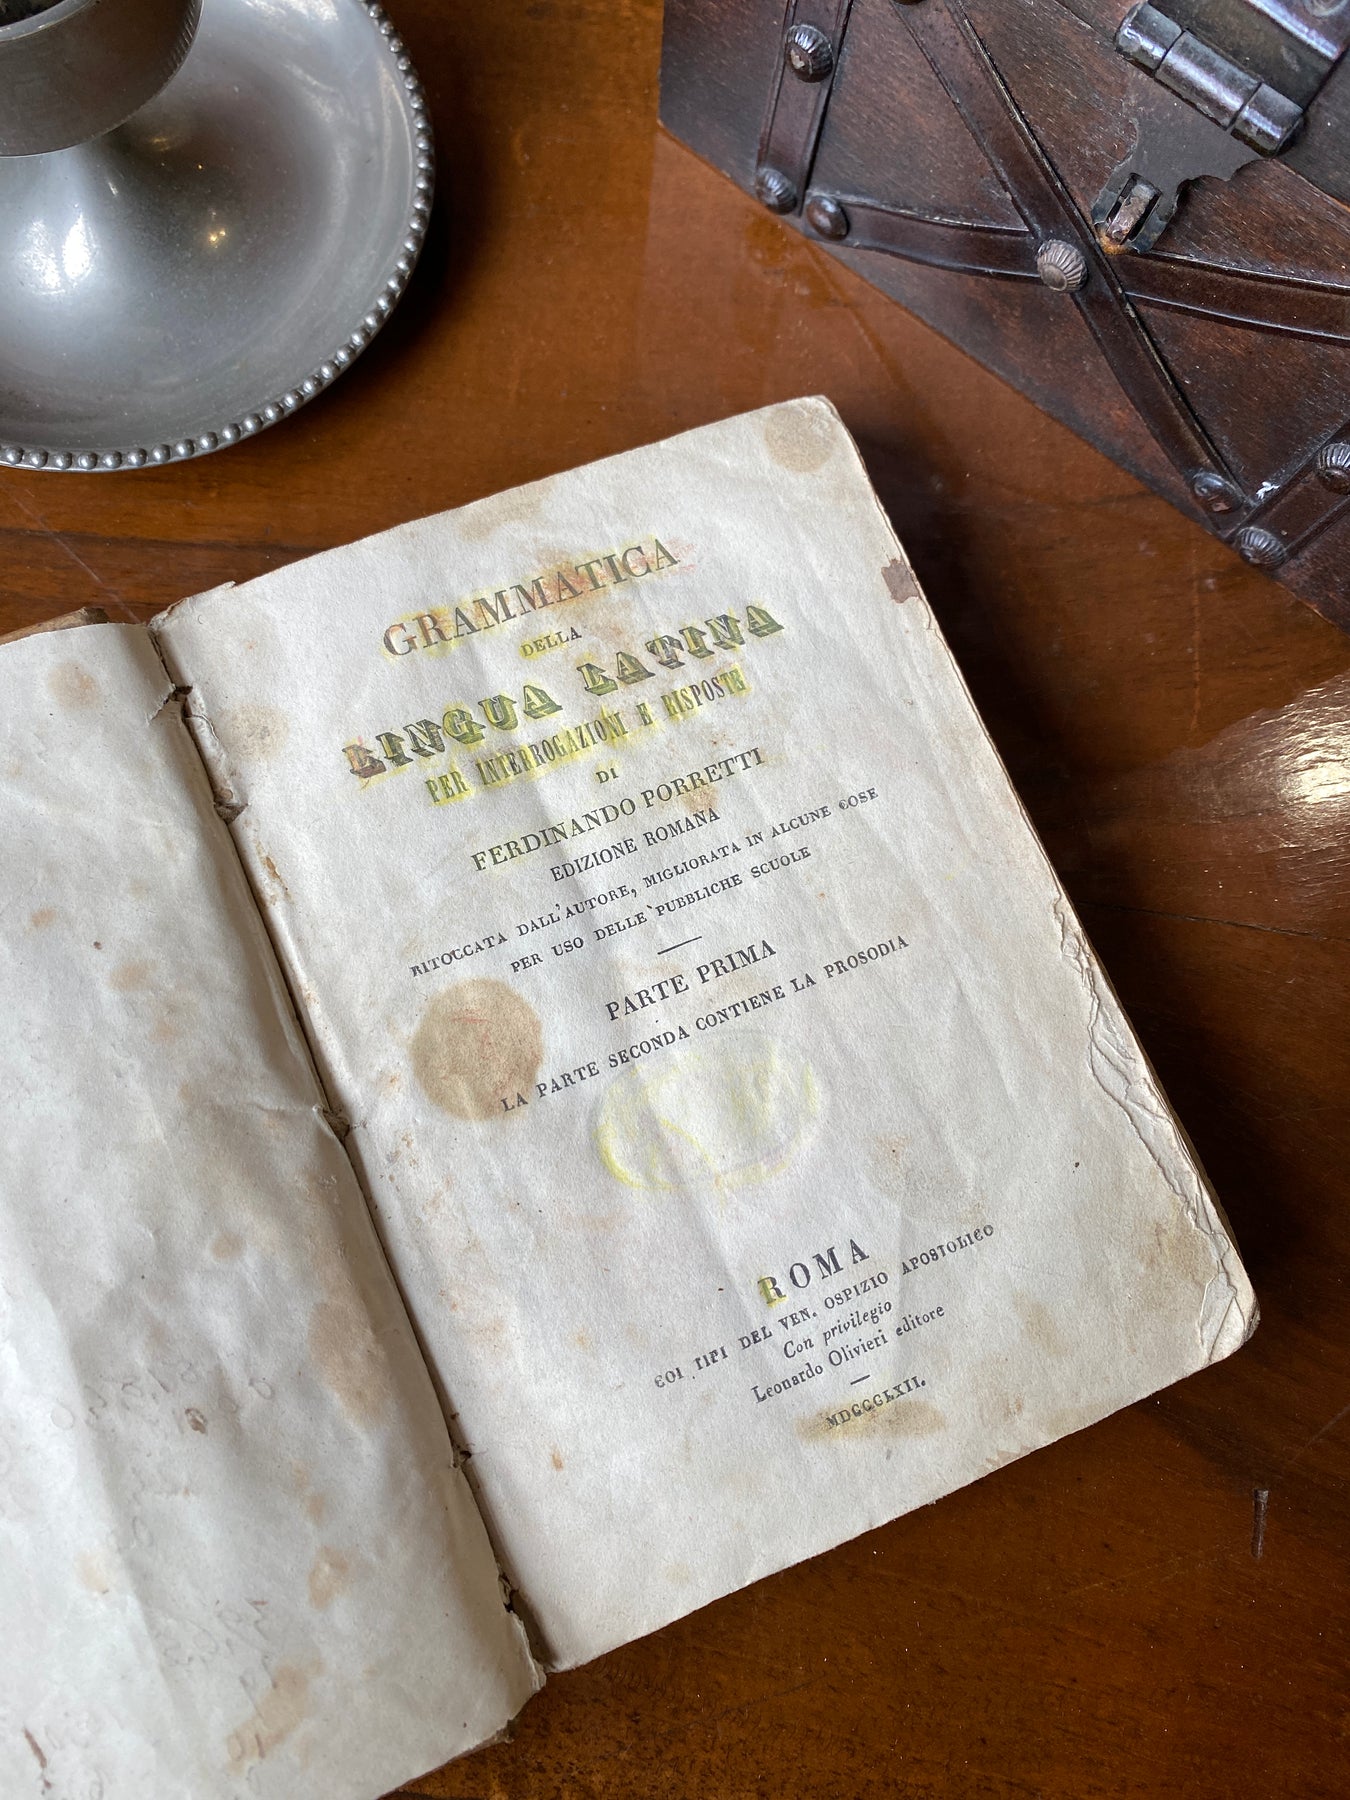 GRAMMATICA
DELLA
LINGUA LATINA
PER INTERROGAZIONI E RISPOSTE
DI
FERDINANDO PORRETTI
EDIZIONE ROMANA
RITOCCATA DALL'AUTORE, MIGLIORATA IN ALCUNE COSE
PER USO DELLE PUBBLICHE SCUOLE
PARTE PRIMA
LA PARTE SECONDA CONTIENE LA PROSODIA
ROMA
COI TIPI DEL VEN. OSPIZIO APOSTOLICO
Con privilegio
Leonardo Olivieri editore
MDCCCLXII.